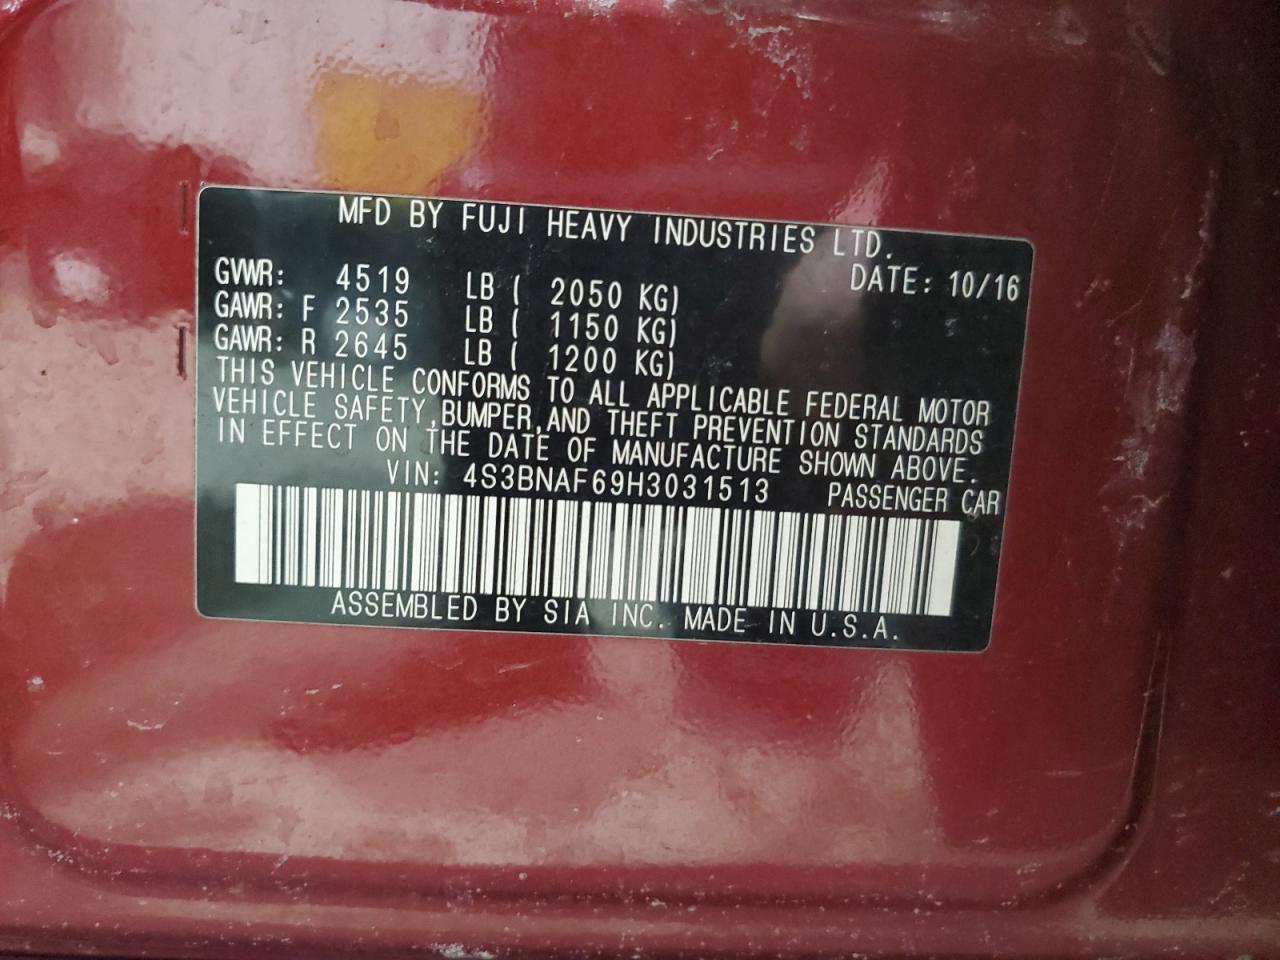 MFD BY FUJI HEAVY INDUSTRIES LTD.
GVWR: 4519 LB ( 2050 KG) DATE: 10/16
GAWR: F 2535 LB ( 1150 KG)
GAWR: R 2645 LB ( 1200 KG)
THIS VEHICLE CONFORMS TO ALL APPLICABLE FEDERAL MOTOR
VEHICLE SAFETY,BUMPER,AND THEFT PREVENTION STANDARDS
IN EFFECT ON THE DATE OF MANUFACTURE SHOWN ABOVE.
VIN: 4S3BNAF69H3031513 PASSENGER CAR
ASSEMBLED BY SIA INC. MADE IN U.S.A.